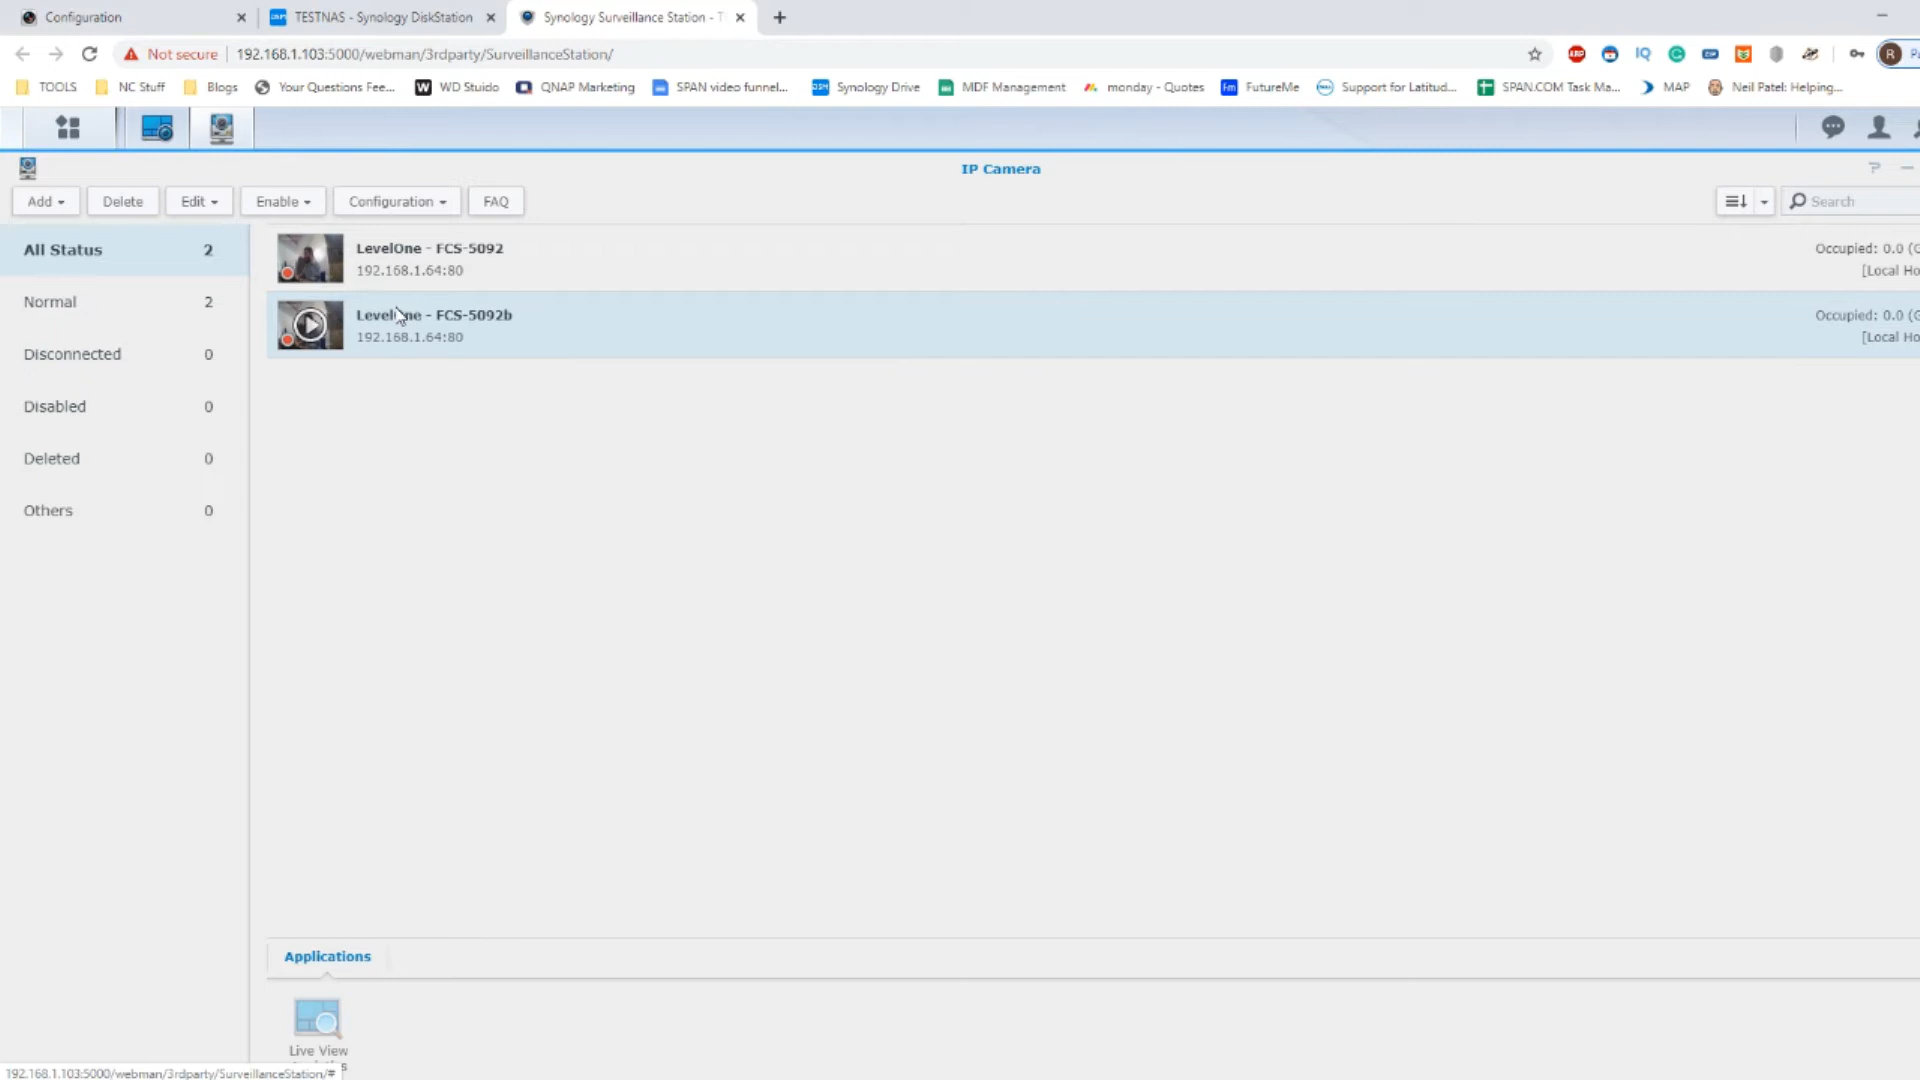 Configuration
TESTNAS - Synology DiskStation
Synology Surveillance Station - T
Not secure
192.168.1.103:5000/webman/3rdparty/SurveillanceStation/
TOOLS
NC Stuff
Blogs
Your Questions Fee...
WD Stuido
QNAP Marketing
SPAN video funnel...
Synology Drive
MDF Management
monday - Quotes
FutureMe
Support for Latitud...
SPAN.COM Task Ma...
MAP
Neil Patel: Helping...
IP Camera
Add
Delete
Edit
Enable
Configuration
FAQ
Search
All Status 2
Normal 2
Disconnected 0
Disabled 0
Deleted 0
Others 0
LevelOne - FCS-5092
192.168.1.64:80
Occupied: 0.0 (G
[Local Ho
LevelOne - FCS-5092b
192.168.1.64:80
Occupied: 0.0 (G
[Local Ho
Applications
Live View
192.168.1.103:5000/webman/3rdparty/SurveillanceStation/#